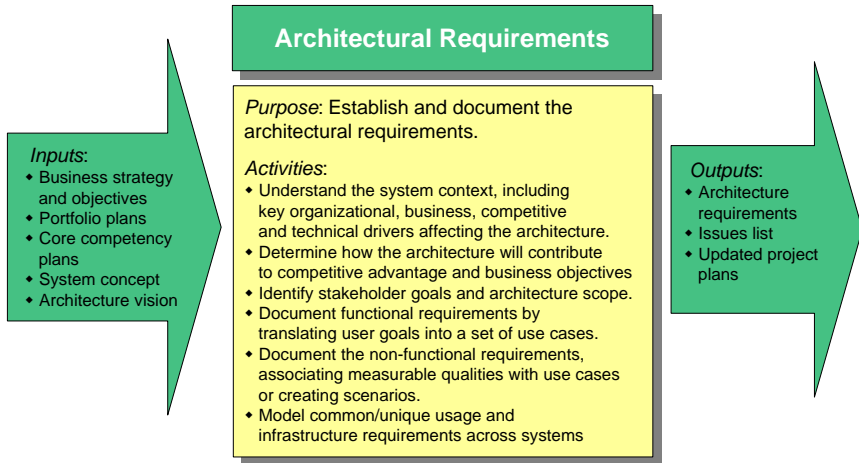 Architectural Requirements
Inputs:
◆ Business strategy
and objectives
◆ Portfolio plans
◆ Core competency
plans
◆ System concept
◆ Architecture vision
Purpose: Establish and document the
architectural requirements.
Activities:
◆ Understand the system context, including
key organizational, business, competitive
and technical drivers affecting the architecture.
◆ Determine how the architecture will contribute
to competitive advantage and business objectives
◆ Identify stakeholder goals and architecture scope.
◆ Document functional requirements by
translating user goals into a set of use cases.
◆ Document the non-functional requirements,
associating measurable qualities with use cases
or creating scenarios.
◆ Model common/unique usage and
infrastructure requirements across systems
Outputs:
◆ Architecture
requirements
◆ Issues list
◆ Updated project
plans